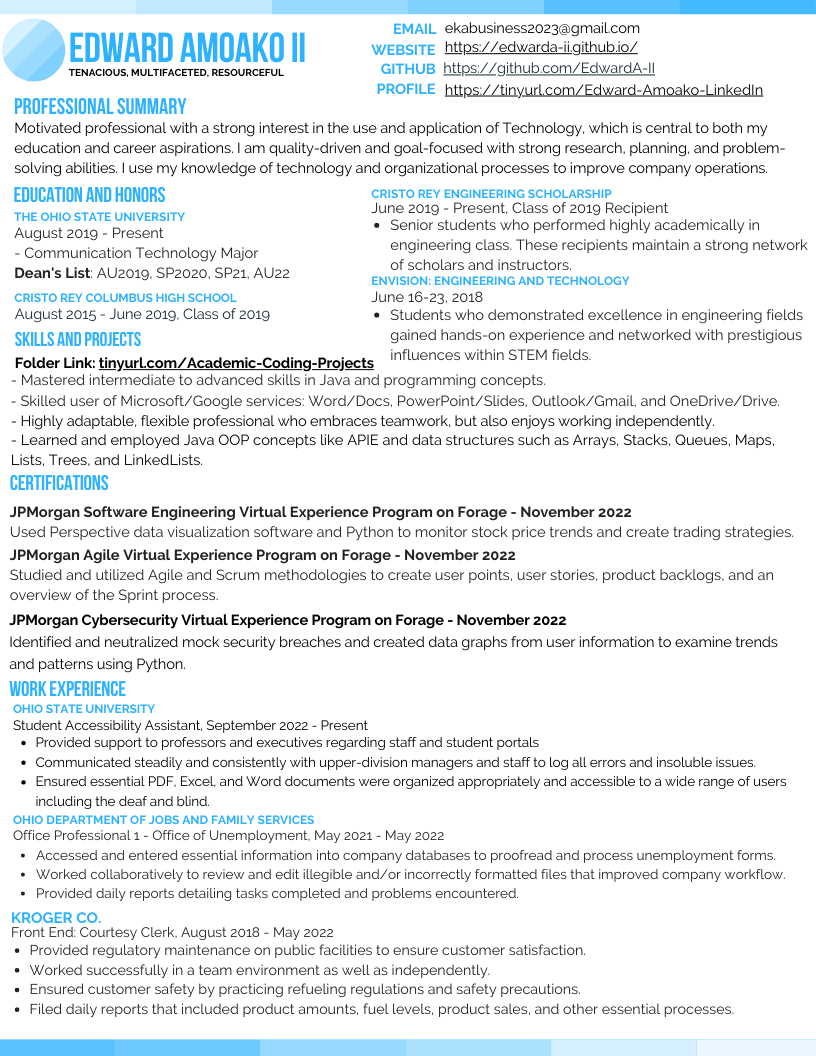 EDWARD AMOAKO II
TENACIOUS, MULTIFACETED, RESOURCEFUL
EMAIL ekabusiness2023@gmail.com
WEBSITE https://edwarda-ii.github.io/
GITHUB https://github.com/EdwardA-II
PROFILE https://tinyurl.com/Edward-Amoako-LinkedIn
PROFESSIONAL SUMMARY
Motivated professional with a strong interest in the use and application of Technology, which is central to both my
education and career aspirations. I am quality-driven and goal-focused with strong research, planning, and problem-
solving abilities. I use my knowledge of technology and organizational processes to improve company operations.
EDUCATION AND HONORS
THE OHIO STATE UNIVERSITY
August 2019 - Present
- Communication Technology Major
Dean's List: AU2019, SP2020, SP21, AU22
CRISTO REY COLUMBUS HIGH SCHOOL
August 2015 - June 2019, Class of 2019
CRISTO REY ENGINEERING SCHOLARSHIP
June 2019 - Present, Class of 2019 Recipient
• Senior students who performed highly academically in
engineering class. These recipients maintain a strong network
of scholars and instructors.
ENVISION: ENGINEERING AND TECHNOLOGY
June 16-23, 2018
• Students who demonstrated excellence in engineering fields
gained hands-on experience and networked with prestigious
influences within STEM fields.
SKILLS AND PROJECTS
Folder Link: tinyurl.com/Academic-Coding-Projects
- Mastered intermediate to advanced skills in Java and programming concepts.
- Skilled user of Microsoft/Google services: Word/Docs, PowerPoint/Slides, Outlook/Gmail, and OneDrive/Drive.
- Highly adaptable, flexible professional who embraces teamwork, but also enjoys working independently.
- Learned and employed Java OOP concepts like APIE and data structures such as Arrays, Stacks, Queues, Maps,
Lists, Trees, and LinkedLists.
CERTIFICATIONS
JPMorgan Software Engineering Virtual Experience Program on Forage - November 2022
Used Perspective data visualization software and Python to monitor stock price trends and create trading strategies.
JPMorgan Agile Virtual Experience Program on Forage - November 2022
Studied and utilized Agile and Scrum methodologies to create user points, user stories, product backlogs, and an
overview of the Sprint process.
JPMorgan Cybersecurity Virtual Experience Program on Forage - November 2022
Identified and neutralized mock security breaches and created data graphs from user information to examine trends
and patterns using Python.
WORK EXPERIENCE
OHIO STATE UNIVERSITY
Student Accessibility Assistant, September 2022 - Present
• Provided support to professors and executives regarding staff and student portals
• Communicated steadily and consistently with upper-division managers and staff to log all errors and insoluble issues.
• Ensured essential PDF, Excel, and Word documents were organized appropriately and accessible to a wide range of users
including the deaf and blind.
OHIO DEPARTMENT OF JOBS AND FAMILY SERVICES
Office Professional 1 - Office of Unemployment, May 2021 - May 2022
• Accessed and entered essential information into company databases to proofread and process unemployment forms.
• Worked collaboratively to review and edit illegible and/or incorrectly formatted files that improved company workflow.
• Provided daily reports detailing tasks completed and problems encountered.
KROGER CO.
Front End: Courtesy Clerk, August 2018 - May 2022
• Provided regulatory maintenance on public facilities to ensure customer satisfaction.
• Worked successfully in a team environment as well as independently.
• Ensured customer safety by practicing refueling regulations and safety precautions.
• Filed daily reports that included product amounts, fuel levels, product sales, and other essential processes.